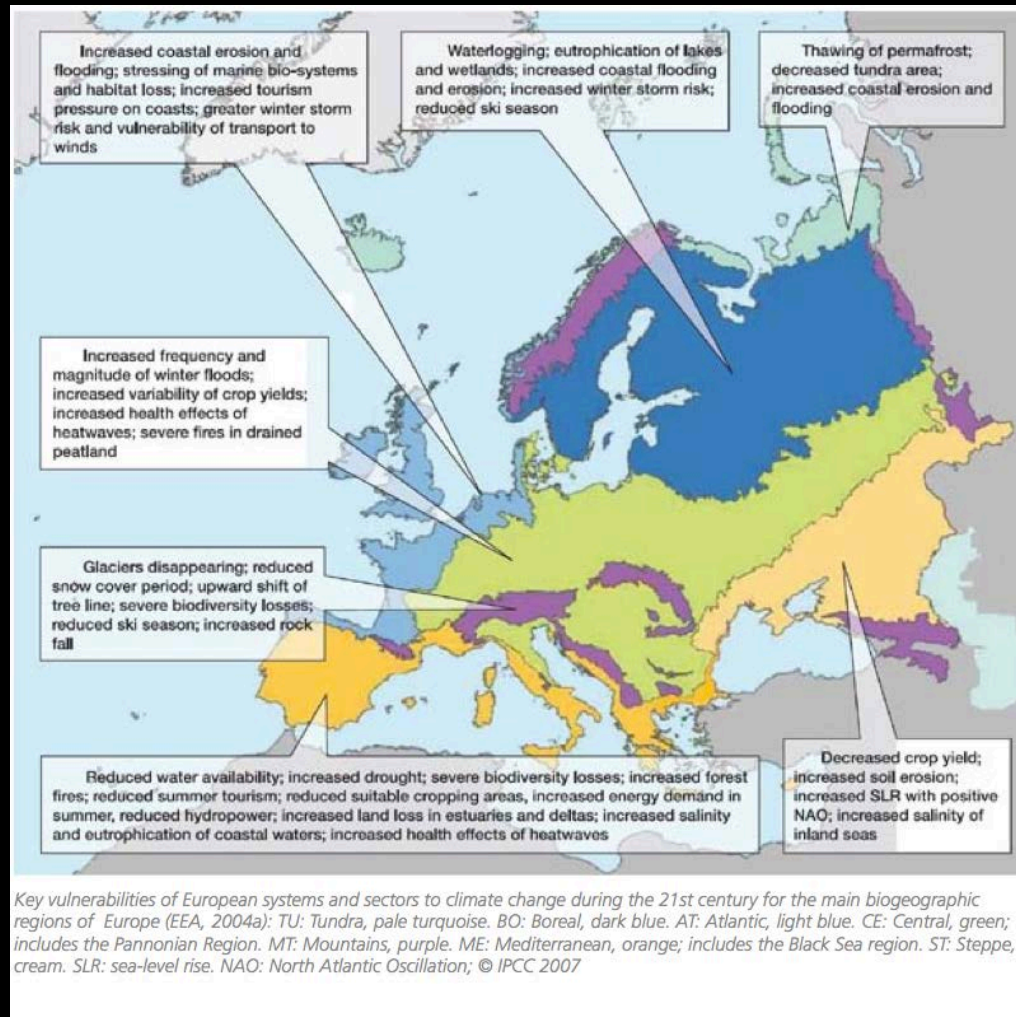 Increased coastal erosion and
flooding; stressing of marine bio-systems
and habitat loss; increased tourism
pressure on coasts; greater winter storm
risk and vulnerability of transport to
winds
Waterlogging; eutrophication of lakes
and wetlands; increased coastal flooding
and erosion; increased winter storm risk;
reduced ski season
Thawing of permafrost;
decreased tundra area;
increased coastal erosion and
flooding
Increased frequency and
magnitude of winter floods;
increased variability of crop yields;
increased health effects of
heatwaves; severe fires in drained
peatland
Glaciers disappearing; reduced
snow cover period; upward shift of
tree line; severe biodiversity losses;
reduced ski season; increased rock
fall
Reduced water availability; increased drought; severe biodiversity losses; increased forest
fires; reduced summer tourism; reduced suitable cropping areas, increased energy demand in
summer, reduced hydropower; increased land loss in estuaries and deltas; increased salinity
and eutrophication of coastal waters; increased health effects of heatwaves
Decreased crop yield;
increased soil erosion;
increased SLR with positive
NAO; increased salinity of
inland seas
Key vulnerabilities of European systems and sectors to climate change during the 21st century for the main biogeographic
regions of Europe (EEA, 2004a): TU: Tundra, pale turquoise. BO: Boreal, dark blue. AT: Atlantic, light blue. CE: Central, green;
includes the Pannonian Region. MT: Mountains, purple. ME: Mediterranean, orange; includes the Black Sea region. ST: Steppe,
cream. SLR: sea-level rise. NAO: North Atlantic Oscillation; © IPCC 2007